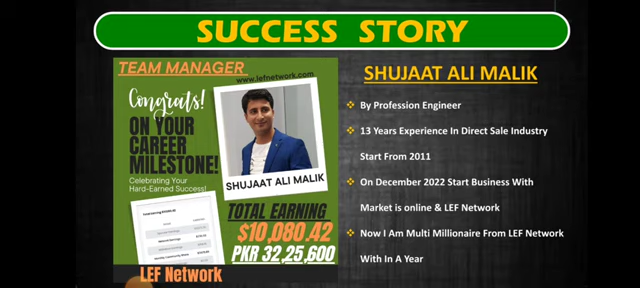 SUCCESS STORY
TEAM MANAGER
www.lefnetwork.com
Congrats!
ON YOUR
CAREER
MILESTONE!
Celebrating Your
Hard-Earned Success!
SHUJAAT ALI MALIK
TOTAL EARNING
$10,080.42
PKR 32,25,600
LEF Network
SHUJAAT ALI MALIK
By Profession Engineer
13 Years Experience In Direct Sale Industry
Start From 2011
On December 2022 Start Business With
Market is online & LEF Network
Now I Am Multi Millionaire From LEF Network
With In A Year